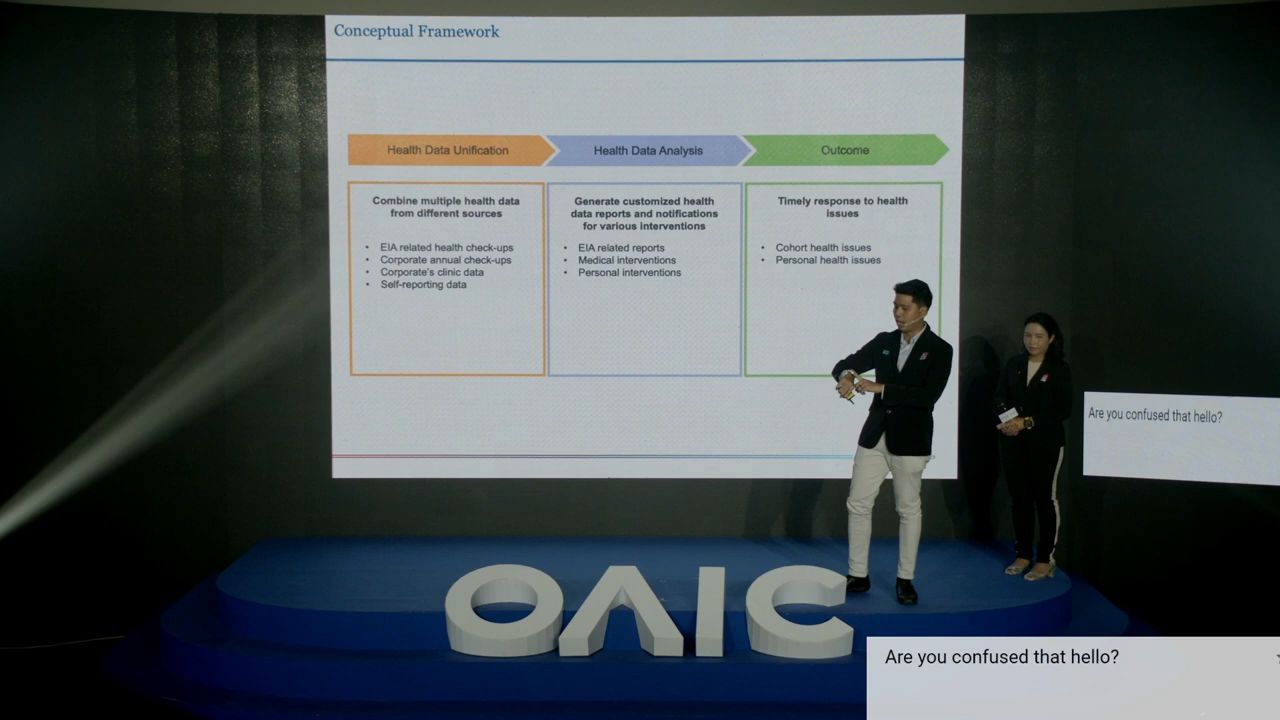 Conceptual Framework
Health Data Unification
Health Data Analysis
Outcome
Combine multiple health data
from different sources
• EIA related health check-ups
• Corporate annual check-ups
• Corporate's clinic data
• Self-reporting data
Generate customized health
data reports and notifications
for various interventions
• EIA related reports
• Medical interventions
• Personal interventions
Timely response to health
issues
• Cohort health issues
• Personal health issues
Are you confused that hello?
OAIC
Are you confused that hello?